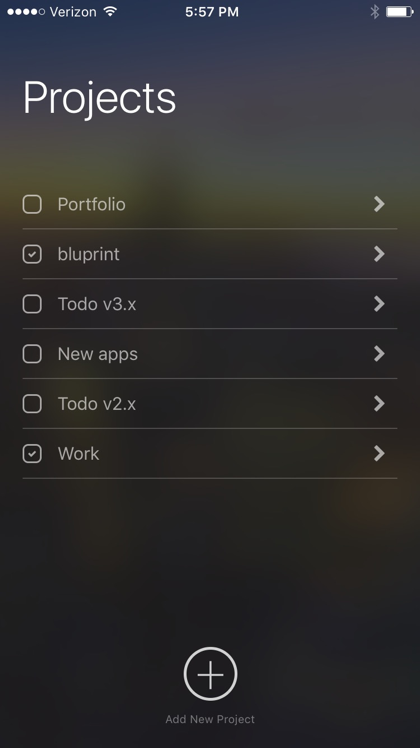 Verizon 5:57 PM
Projects
Portfolio
bluprint
Todo v3.x
New apps
Todo v2.x
Work
Add New Project